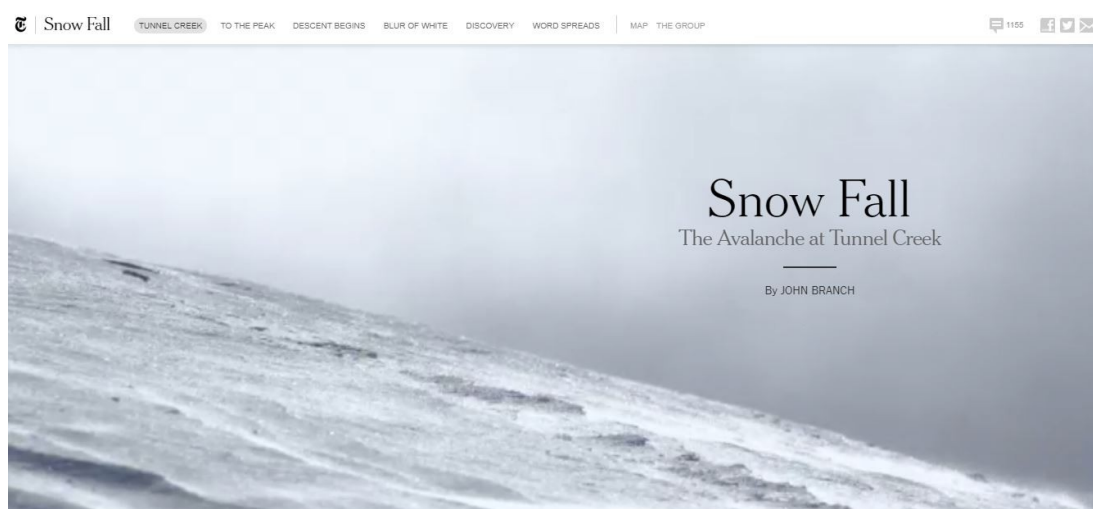 Snow Fall TUNNEL CREEK TO THE PEAK DESCENT BEGINS BLUR OF WHITE DISCOVERY WORD SPREADS MAP THE GROUP 1155
Snow Fall
The Avalanche at Tunnel Creek
By JOHN BRANCH